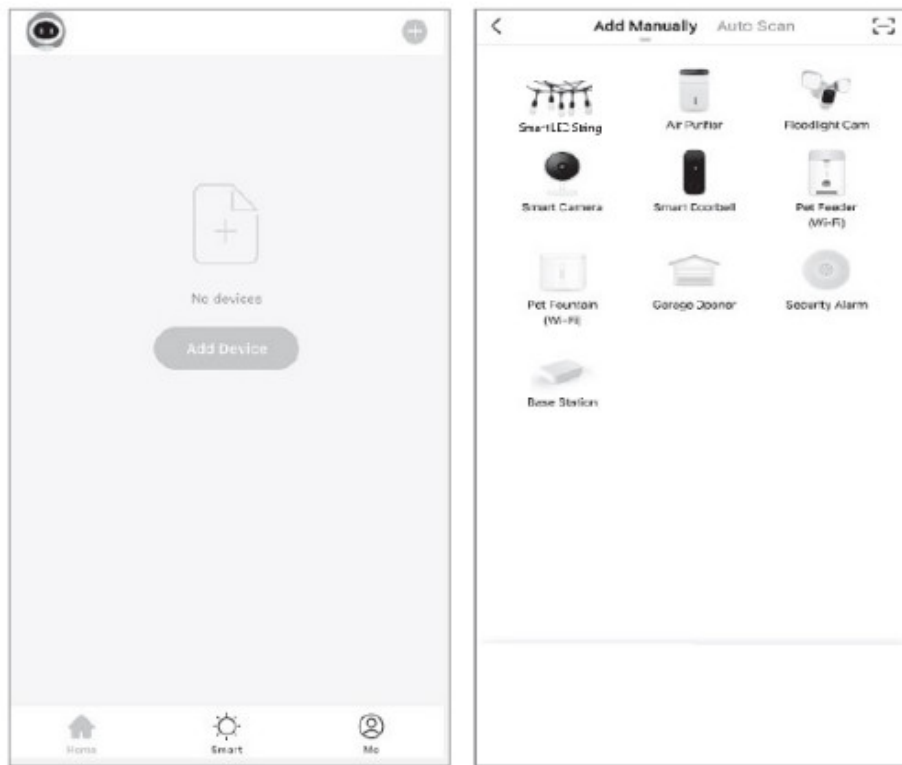 No devices
Add Device
Home
Smart
Me
Add Manually Auto Scan
Smart LED String
Air Purifier
Floodlight Cam
Smart Camera
Smart Doorbell
Pet Feeder
(Wi-Fi)
Pet Fountain
(Wi-Fi)
Garage Opener
Security Alarm
Base Station